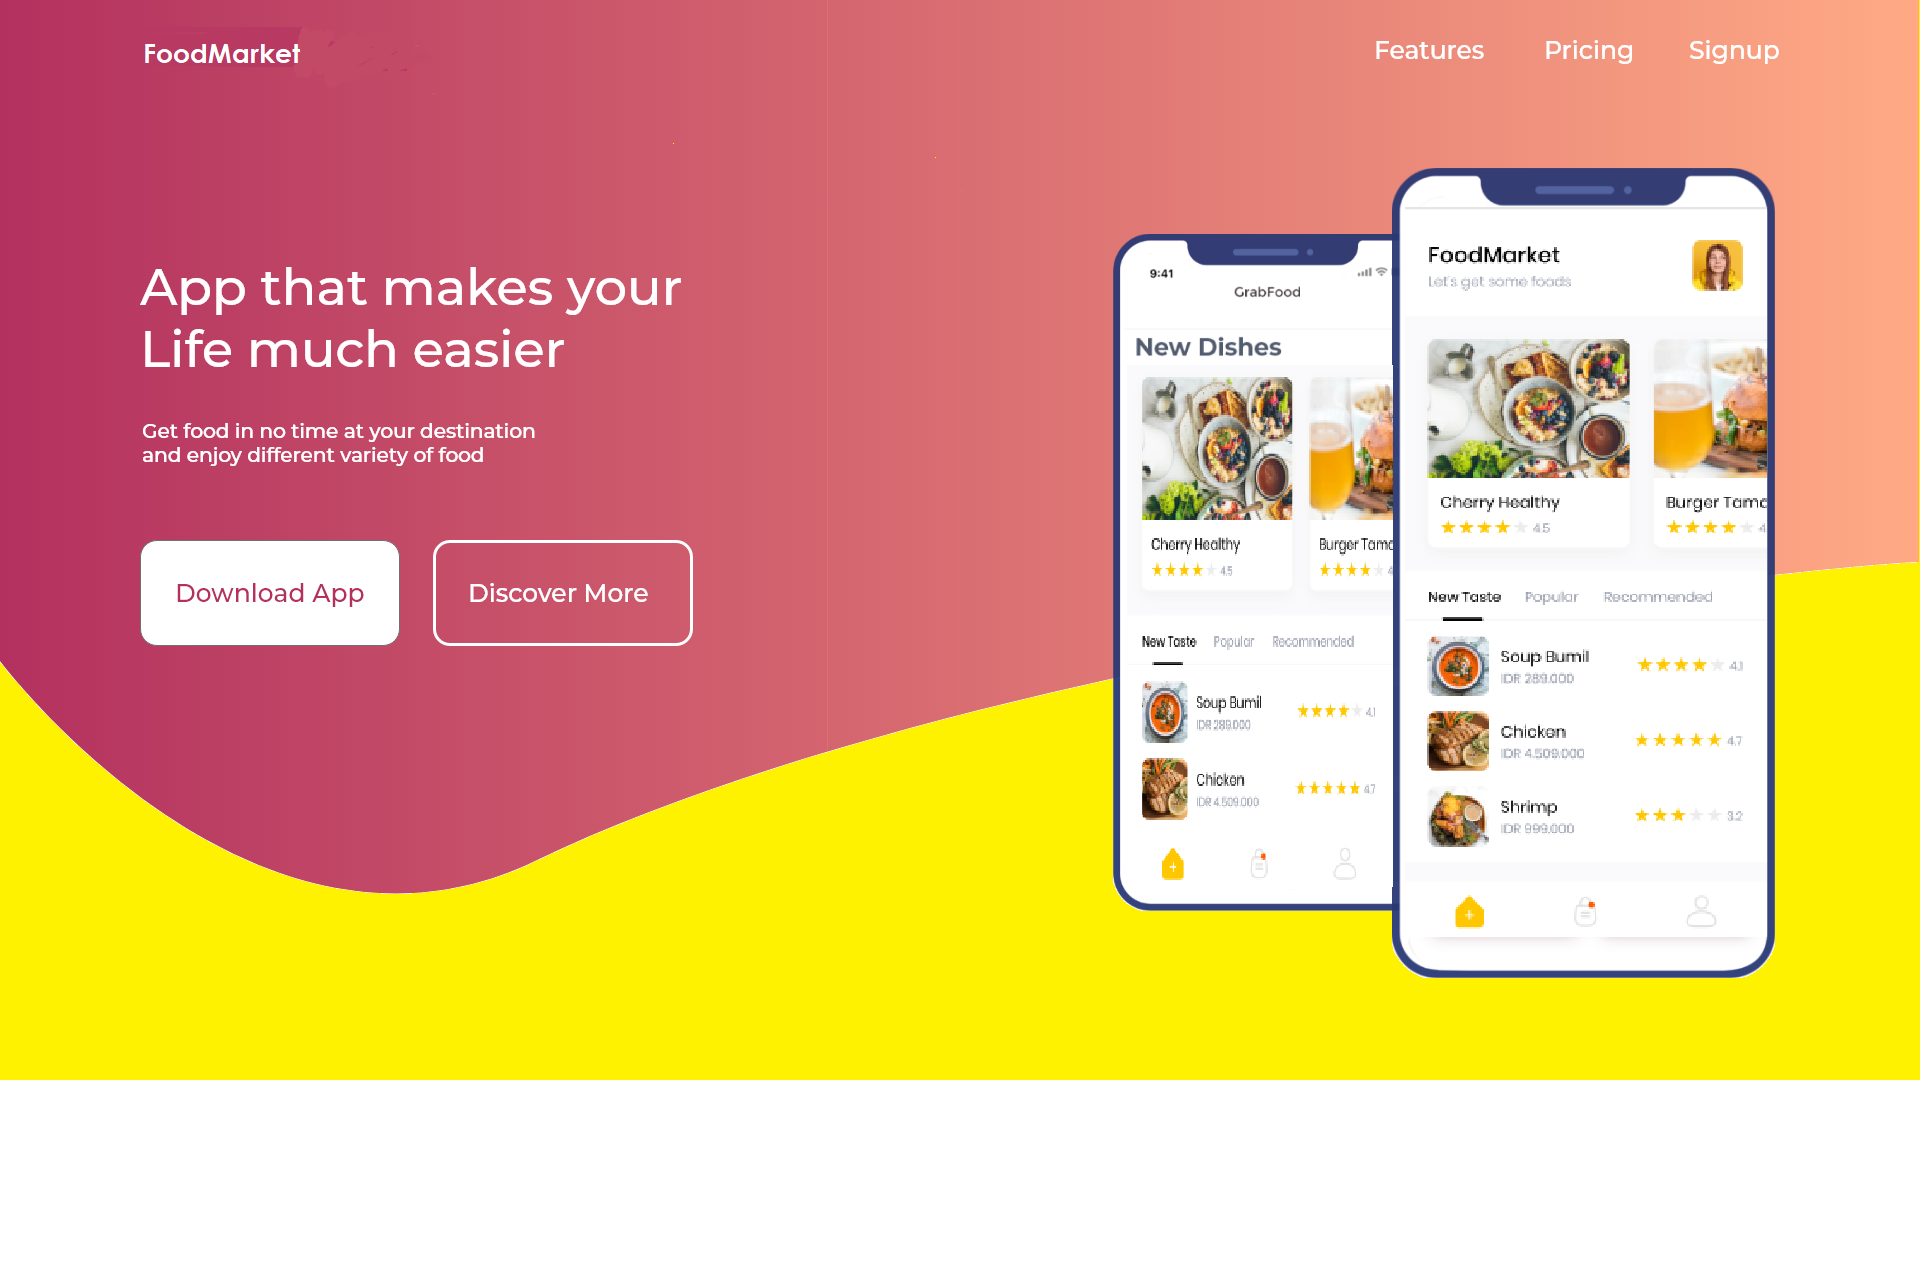 FoodMarket
Features
Pricing
Signup
App that makes your
Life much easier
Get food in no time at your destination
and enjoy different variety of food
Download App
Discover More
9:41
GrabFood
New Dishes
Cherry Healthy
4.5
Burger Tamo
4
New Taste
Popular
Recommended
Soup Bumil
IDR 289.000
4.1
Chicken
IDR 4.509.000
4.7
FoodMarket
Let's get some foods
Cherry Healthy
4.5
Burger Tamo
4
New Taste
Popular
Recommended
Soup Bumil
IDR 289.000
4.1
Chicken
IDR 4.509.000
4.7
Shrimp
IDR 999.000
3.2